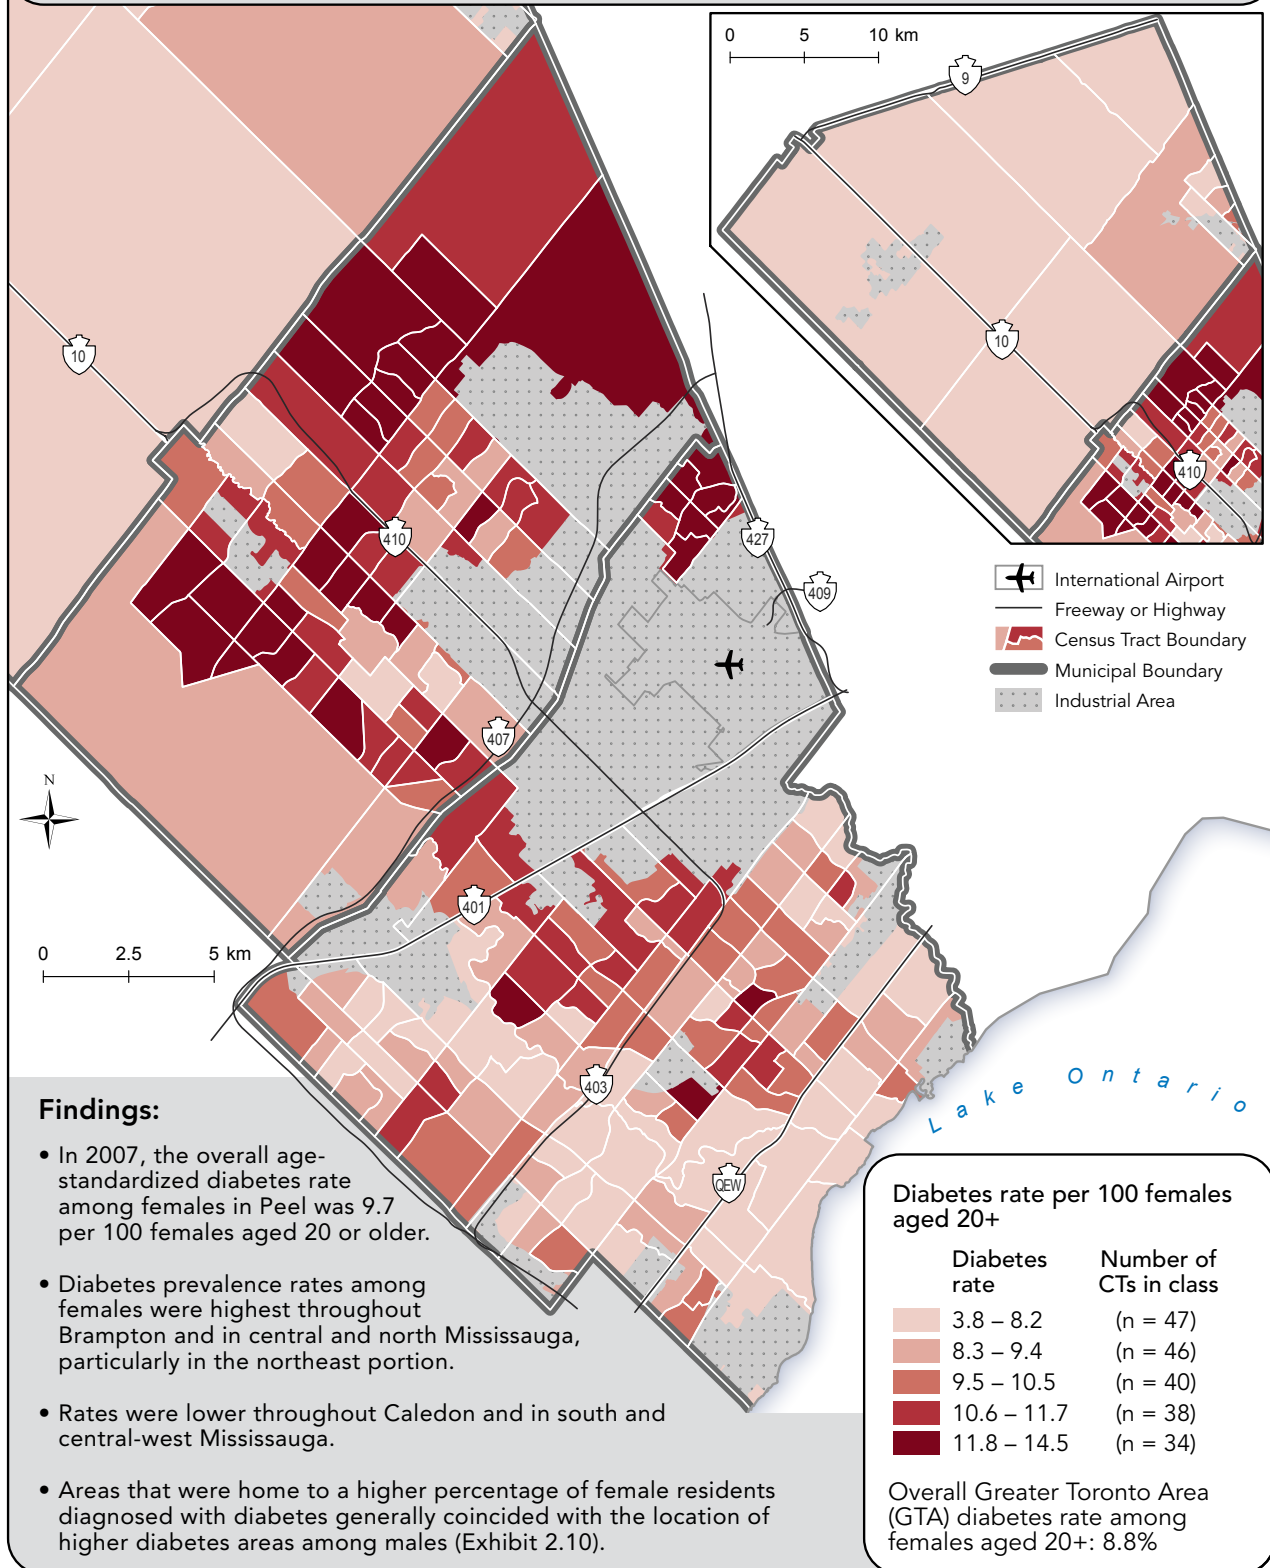 0 5 10 km
9
10
410
10
410
427
409
407
401
403
QEW
International Airport
Freeway or Highway
Census Tract Boundary
Municipal Boundary
Industrial Area
N
0 2.5 5 km
Lake Ontario
Findings:
• In 2007, the overall age-
standardized diabetes rate
among females in Peel was 9.7
per 100 females aged 20 or older.
• Diabetes prevalence rates among
females were highest throughout
Brampton and in central and north Mississauga,
particularly in the northeast portion.
• Rates were lower throughout Caledon and in south and
central-west Mississauga.
• Areas that were home to a higher percentage of female residents
diagnosed with diabetes generally coincided with the location of
higher diabetes areas among males (Exhibit 2.10).
Diabetes rate per 100 females
aged 20+
Diabetes Number of
rate CTs in class
3.8 – 8.2 (n = 47)
8.3 – 9.4 (n = 46)
9.5 – 10.5 (n = 40)
10.6 – 11.7 (n = 38)
11.8 – 14.5 (n = 34)
Overall Greater Toronto Area
(GTA) diabetes rate among
females aged 20+: 8.8%